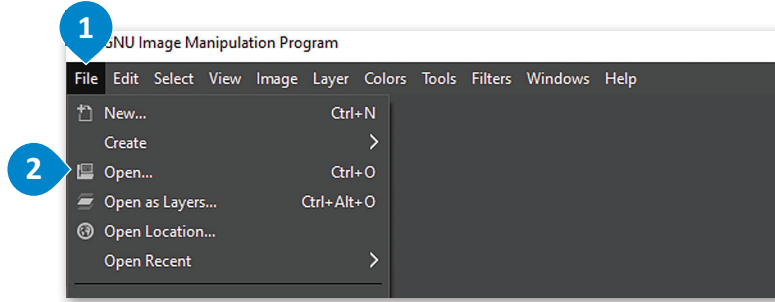 1
GNU Image Manipulation Program
File Edit Select View Image Layer Colors Tools Filters Windows Help
New... Ctrl+N
Create
2
Open... Ctrl+O
Open as Layers... Ctrl+Alt+O
Open Location...
Open Recent